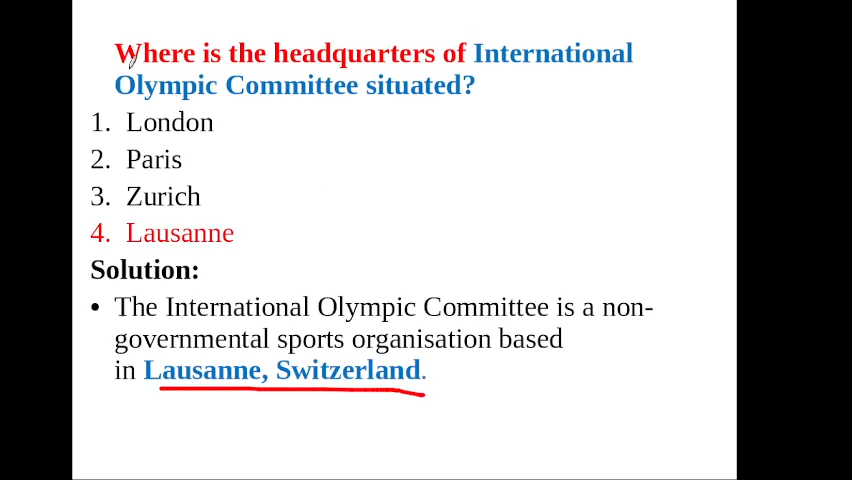 Where is the headquarters of International
Olympic Committee situated?
1. London
2. Paris
3. Zurich
4. Lausanne
Solution:
• The International Olympic Committee is a non-
governmental sports organisation based
in Lausanne, Switzerland.